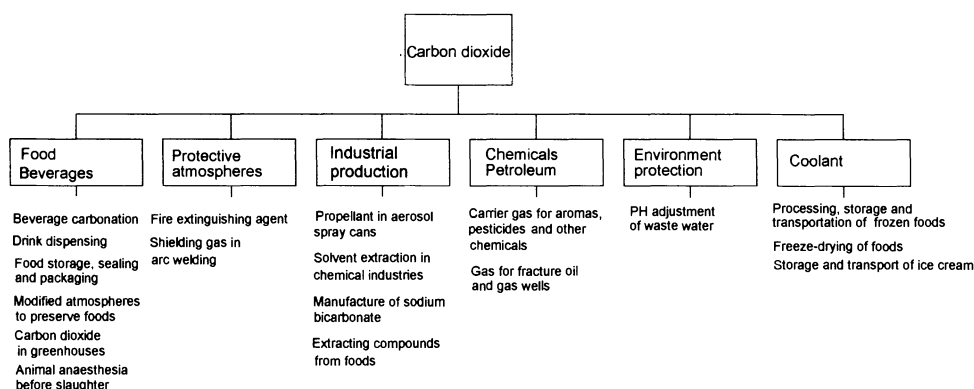 Carbon dioxide
Food
Beverages
Beverage carbonation
Drink dispensing
Food storage, sealing
and packaging
Modified atmospheres
to preserve foods
Carbon dioxide
in greenhouses
Animal anaesthesia
before slaughter
Protective
atmospheres
Fire extinguishing agent
Shielding gas in
arc welding
Industrial
production
Propellant in aerosol
spray cans
Solvent extraction in
chemical industries
Manufacture of sodium
bicarbonate
Extracting compounds
from foods
Chemicals
Petroleum
Carrier gas for aromas,
pesticides and other
chemicals
Gas for fracture oil
and gas wells
Environment
protection
PH adjustment
of waste water
Coolant
Processing, storage and
transportation of frozen foods
Freeze-drying of foods
Storage and transport of ice cream